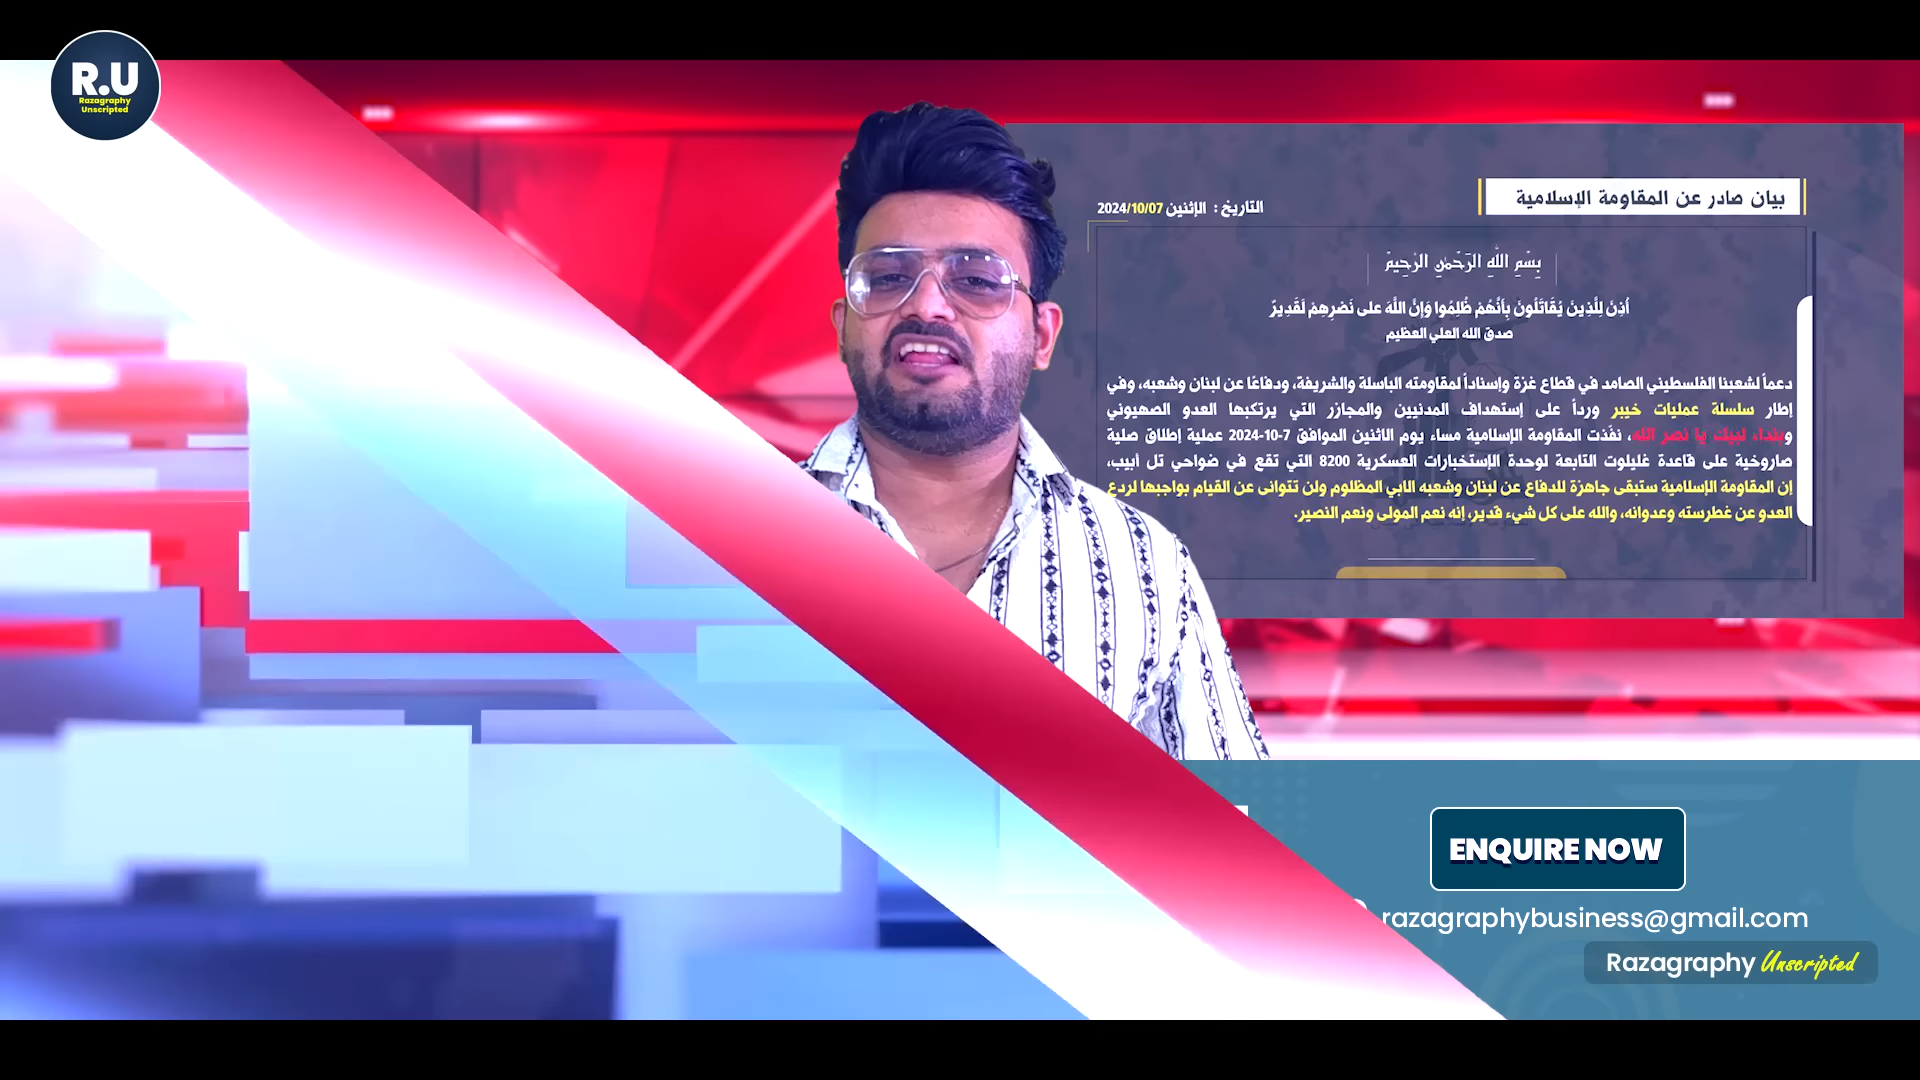 R.U
Razagraphy
Unscripted
بيان صادر عن المقاومة الإسلامية
التاريخ : الإثنين 2024/10/07
بِسْمِ اللَّهِ الرَّحْمٰنِ الرَّحِيمْ
أُذِنَ لِلَّذِينَ يُقَاتَلُونَ بِأَنَّهُمْ ظُلِمُوا وَإِنَّ اللَّهَ على نَصْرِهِمْ لَقَدِيرٌ
صدق الله العلي العظيم
دعماً لشعبنا الفلسطيني الصامد في قطاع غزة وإسناداً لمقاومته الباسلة والشريفة، ودفاعًا عن لبنان وشعبه، وفي
إطار سلسلة عمليات خيبر ورداً على إستهداف المدنيين والمجازر التي يرتكبها العدو الصهيوني
وبنداء لبيك يا نصر الله، نفّذت المقاومة الإسلامية مساء يوم الاثنين الموافق 7-10-2024 عملية إطلاق صلية
صاروخية على قاعدة غليلوت التابعة لوحدة الإستخبارات العسكرية 8200 التي تقع في ضواحي تل أبيب،
إن المقاومة الإسلامية ستبقى جاهزة للدفاع عن لبنان وشعبه الابي المظلوم ولن تتوانى عن القيام بواجبها لردع
العدو عن غطرسته وعدوانه، والله على كل شيء قدير، إنه نعم المولى ونعم النصير.
ENQUIRE NOW
razagraphybusiness@gmail.com
Razagraphy Unscripted